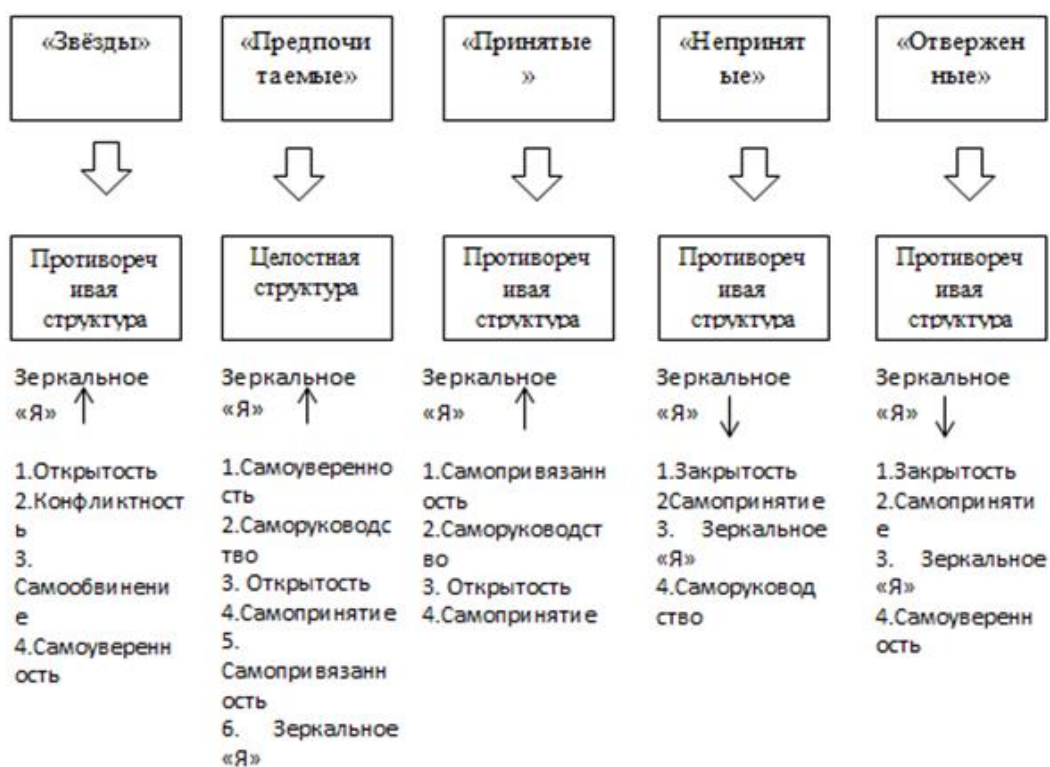 «Звёзды»
«Предпочи
таемые»
«Принятые
»
«Непринят
ые»
«Отвержен
ные»
Противореч
ивая
структура
Целостная
структура
Противореч
ивая
структура
Противореч
ивая
структура
Противореч
ивая
структура
Зеркальное
«Я»
1.Открытость
2.Конфликтност
ь
3.
Самообвинени
е
4.Самоуверенн
ость
Зеркальное
«Я»
1.Самоуверенно
сть
2.Саморуководс
тво
3. Открытость
4.Самопринятие
5.
Самопривязанн
ость
6. Зеркальное
«Я»
Зеркальное
«Я»
1.Самопривязанн
ость
2.Саморуководст
во
3. Открытость
4.Самопринятие
Зеркальное
«Я»
1.Закрытость
2Самопринятие
3. Зеркальное
«Я»
4.Саморуковод
ство
Зеркальное
«Я»
1.Закрытость
2.Самоприняти
е
3. Зеркальное
«Я»
4.Самоуверенн
ость